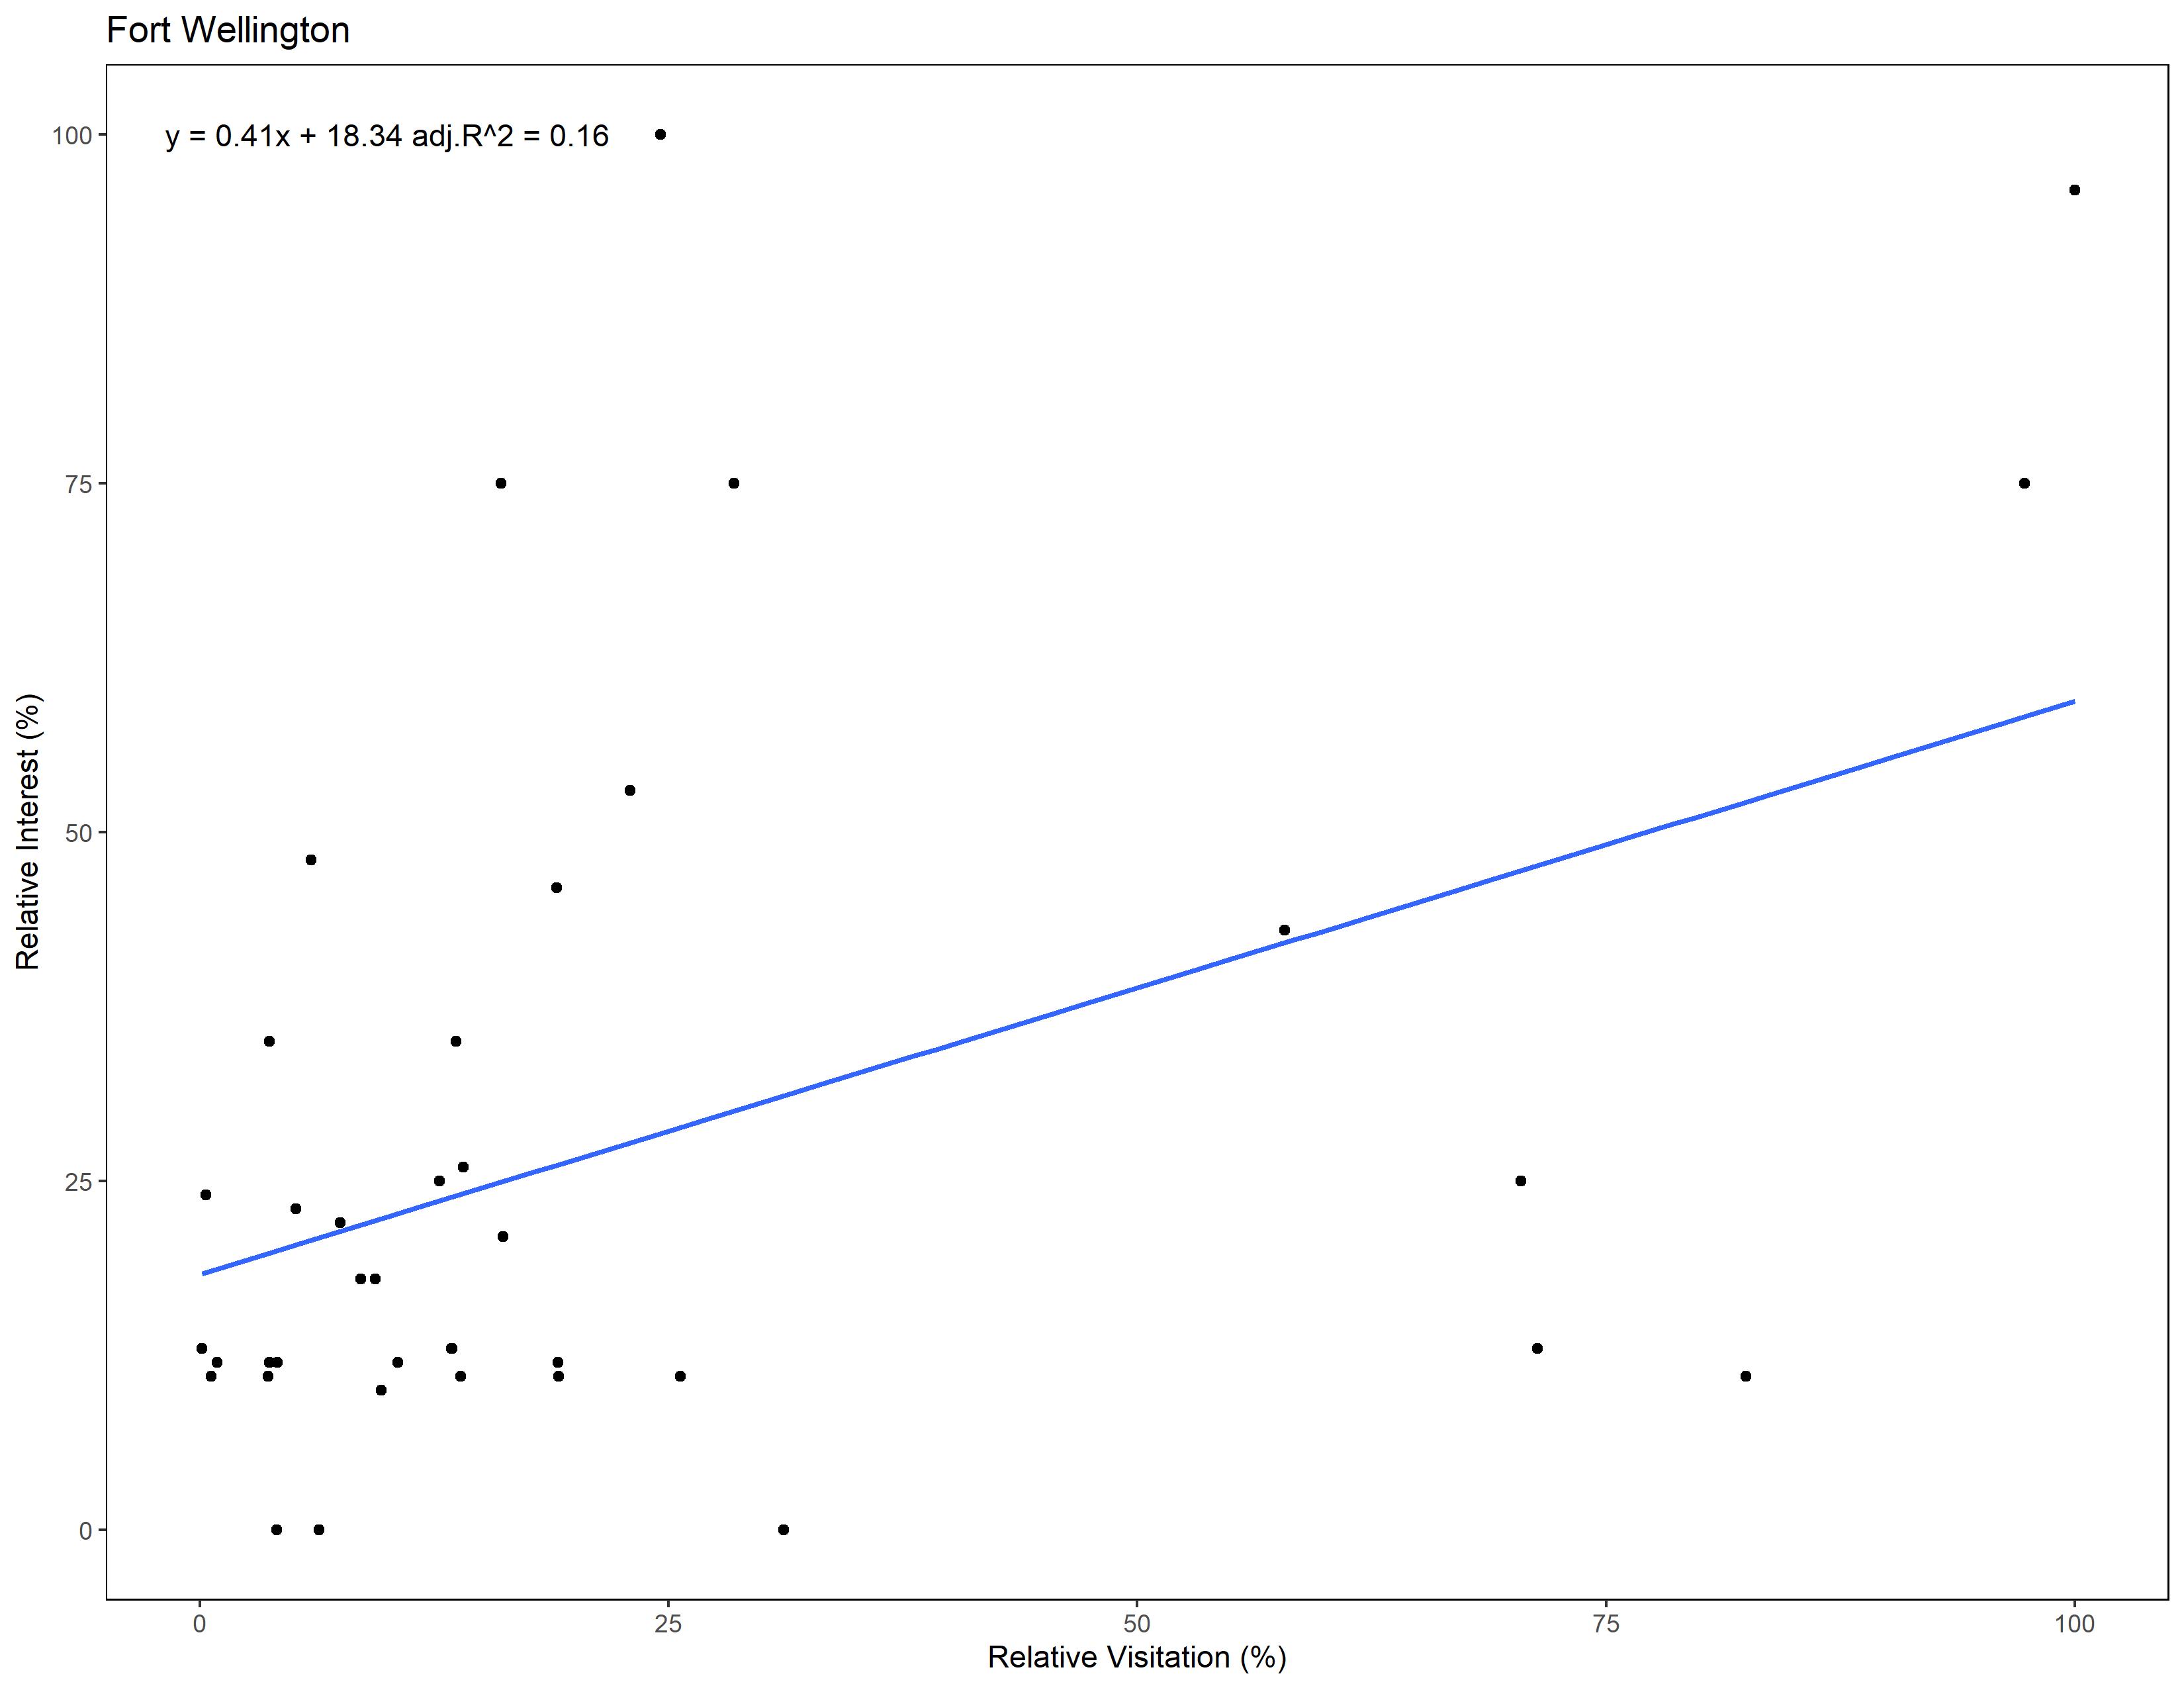 Fort Wellington
y = 0.41x + 18.34 adj.R^2 = 0.16
100
75
50
25
0
Relative Interest (%)
0 25 50 75 100
Relative Visitation (%)